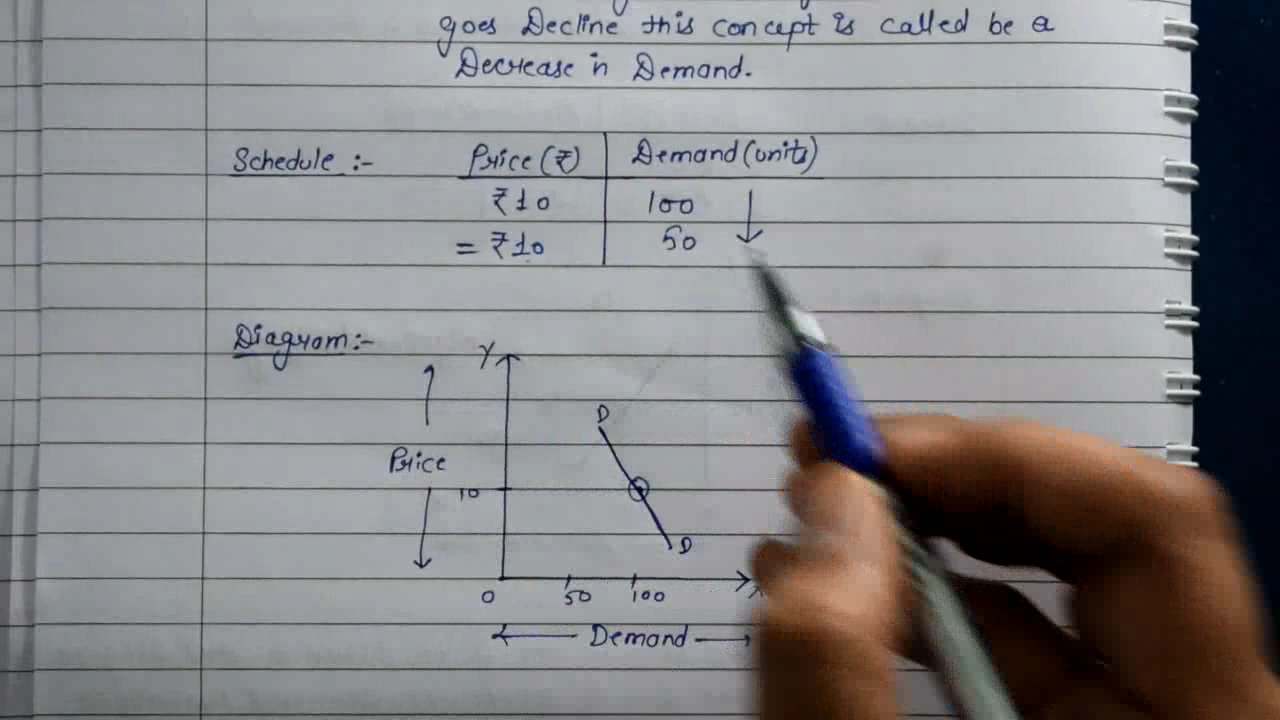 goes Decline this concept is called be a
Decrease in Demand.
Schedule :- Price (₹) Demand (units)
₹10 100
= ₹10 50
Diagram:-
Y
D
Price
10
D
0 50 100 X
Demand